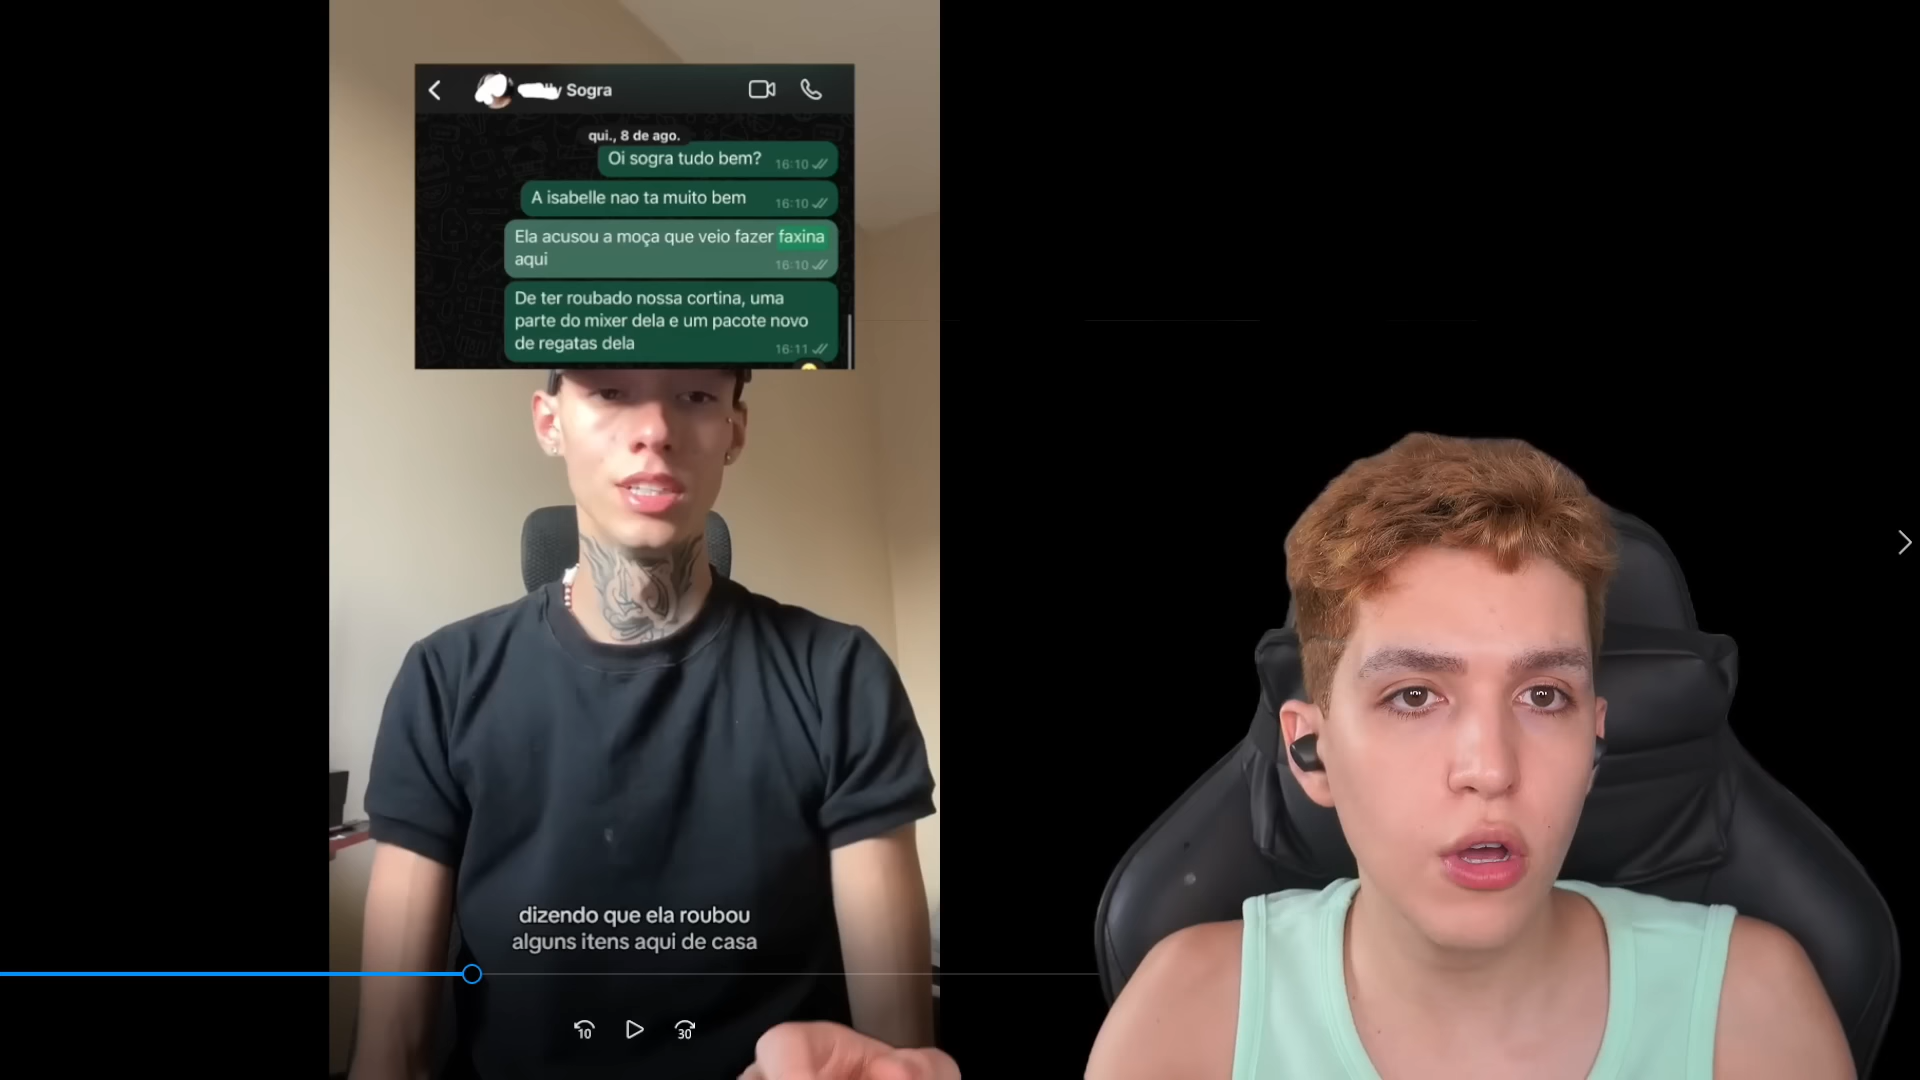 Sogra
qui., 8 de ago.
Oi sogra tudo bem?
16:10
A isabelle nao ta muito bem
16:10
Ela acusou a moça que veio fazer faxina
aqui
16:10
De ter roubado nossa cortina, uma
parte do mixer dela e um pacote novo
de regatas dela
16:11
dizendo que ela roubou
alguns itens aqui de casa
10
30